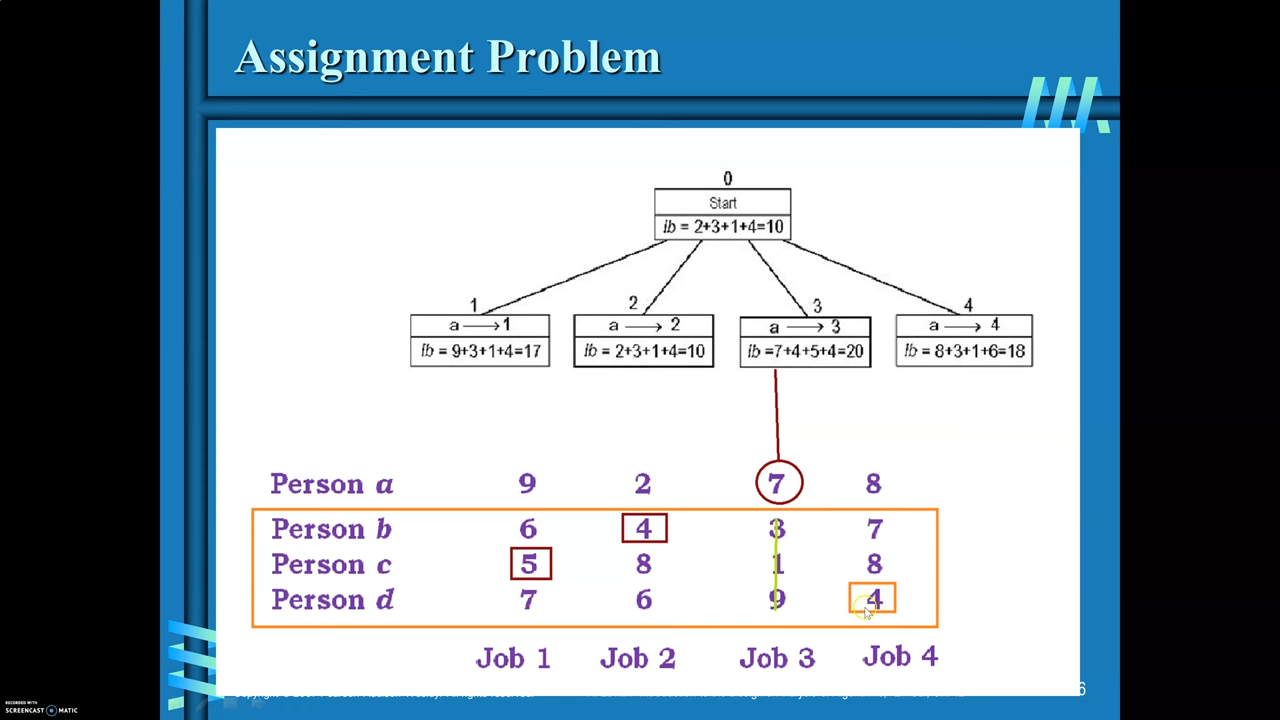 Assignment Problem
0
Start
lb = 2+3+1+4=10
1 2 3 4
a ⟶ 1 a ⟶ 2 a ⟶ 3 a ⟶ 4
lb = 9+3+1+4=17 lb = 2+3+1+4=10 lb =7+4+5+4=20 lb = 8+3+1+6=18
Person a 9 2 7 8
Person b 6 4 3 7
Person c 5 8 1 8
Person d 7 6 9 4
Job 1 Job 2 Job 3 Job 4
6
RECORDED WITH
SCREENCAST MATIC